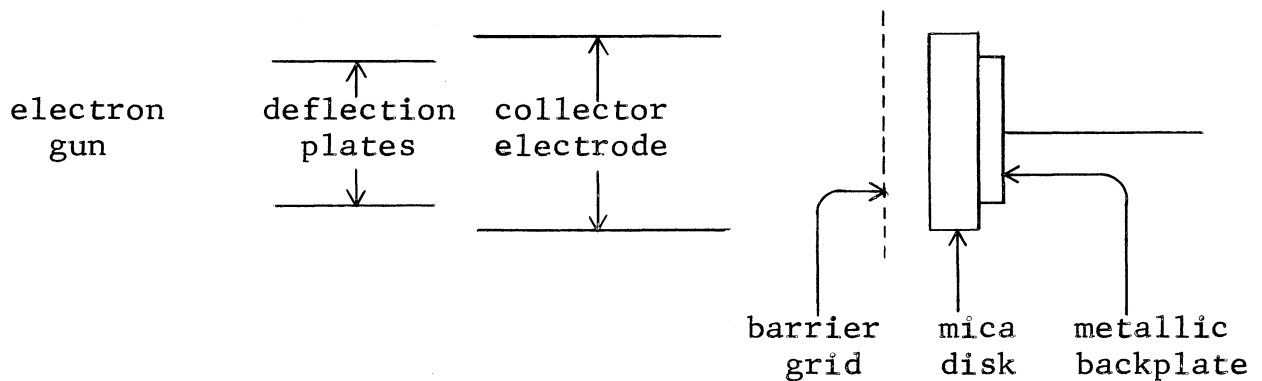 electron
gun
deflection
plates
collector
electrode
barrier
grid
mica
disk
metallic
backplate